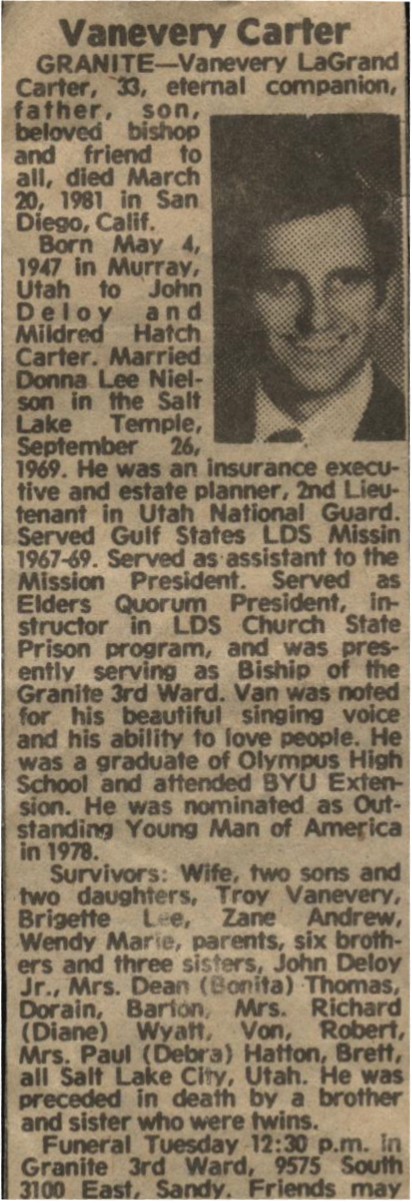 Vanevery Carter
GRANITE—Vanevery LaGrand
Carter, 33, eternal companion,
father, son,
beloved bishop
and friend to
all, died March
20, 1981 in San
Diego, Calif.
Born May 4,
1947 in Murray,
Utah to John
Deloy and
Mildred Hatch
Carter. Married
Donna Lee Niel-
son in the Salt
Lake Temple,
September 26,
1969. He was an insurance execu-
tive and estate planner, 2nd Lieu-
tenant in Utah National Guard.
Served Gulf States LDS Missin
1967-69. Served as assistant to the
Mission President. Served as
Elders Quorum President, in-
structor in LDS Church State
Prison program, and was pres-
ently serving as Biship of the
Granite 3rd Ward. Van was noted
for his beautiful singing voice
and his ability to love people. He
was a graduate of Olympus High
School and attended BYU Exten-
sion. He was nominated as Out-
standing Young Man of America
in 1978.
Survivors: Wife, two sons and
two daughters, Troy Vanevery,
Brigette Lee, Zane Andrew,
Wendy Marie, parents, six broth-
ers and three sisters, John Deloy
Jr., Mrs. Dean (Bonita) Thomas,
Dorain, Barton, Mrs. Richard
(Diane) Wyatt, Von, Robert,
Mrs. Paul (Debra) Hatton, Brett,
all Salt Lake City, Utah. He was
preceded in death by a brother
and sister who were twins.
Funeral Tuesday 12:30 p.m. in
Granite 3rd Ward, 9575 South
3100 East, Sandy. Friends may